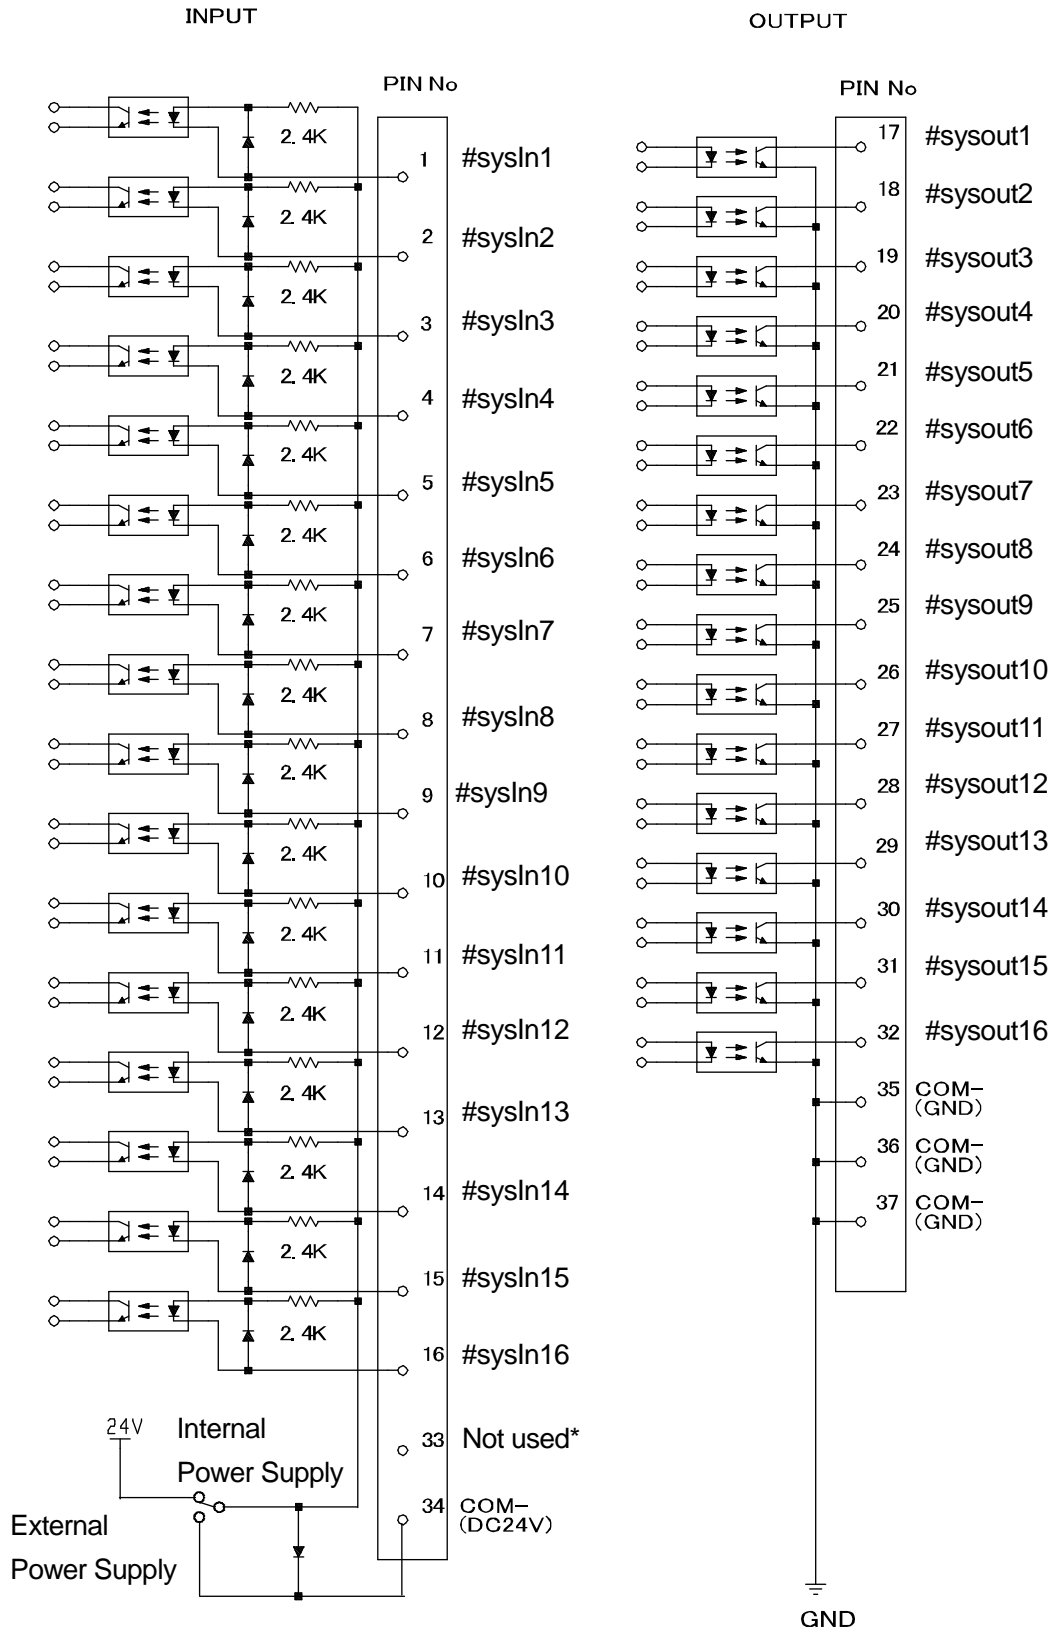 INPUT
PIN No
2.4K
1 #sysIn1
2.4K
2 #sysIn2
2.4K
3 #sysIn3
2.4K
4 #sysIn4
2.4K
5 #sysIn5
2.4K
6 #sysIn6
2.4K
7 #sysIn7
2.4K
8 #sysIn8
2.4K
9 #sysIn9
2.4K
10 #sysIn10
2.4K
11 #sysIn11
2.4K
12 #sysIn12
2.4K
13 #sysIn13
2.4K
14 #sysIn14
2.4K
15 #sysIn15
2.4K
16 #sysIn16
33 Not used*
34 COM-
(DC24V)
24V
Internal
Power Supply
External
Power Supply
OUTPUT
PIN No
17 #sysout1
18 #sysout2
19 #sysout3
20 #sysout4
21 #sysout5
22 #sysout6
23 #sysout7
24 #sysout8
25 #sysout9
26 #sysout10
27 #sysout11
28 #sysout12
29 #sysout13
30 #sysout14
31 #sysout15
32 #sysout16
35 COM-
(GND)
36 COM-
(GND)
37 COM-
(GND)
GND